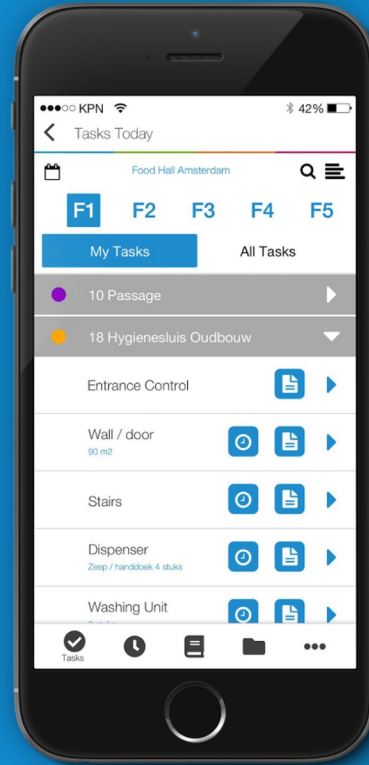 KPN 42%
Tasks Today
Food Hall Amsterdam
F1 F2 F3 F4 F5
My Tasks All Tasks
10 Passage
18 Hygienesluis Oudbouw
Entrance Control
Wall / door
90 m2
Stairs
Dispenser
Zeep / handdoek 4 stuks
Washing Unit
Tasks